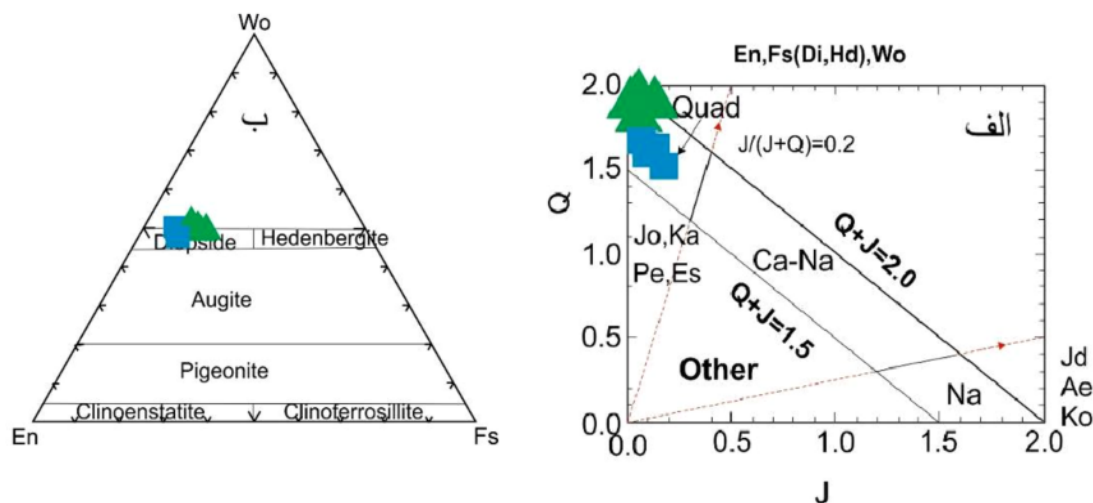 Wo
ب
Diopside
Hedenbergite
Augite
Pigeonite
Clinoenstatite
Clinoferrosillite
En
Fs
En,Fs(Di,Hd),Wo
الف
2.0
Quad
J/(J+Q)=0.2
1.5
Q
Jo,Ka
Pe,Es
1.0
Ca-Na
Q+J=2.0
Q+J=1.5
0.5
Other
Na
Jd
Ae
Ko
0.0
0.0 0.5 1.0 1.5 2.0
J